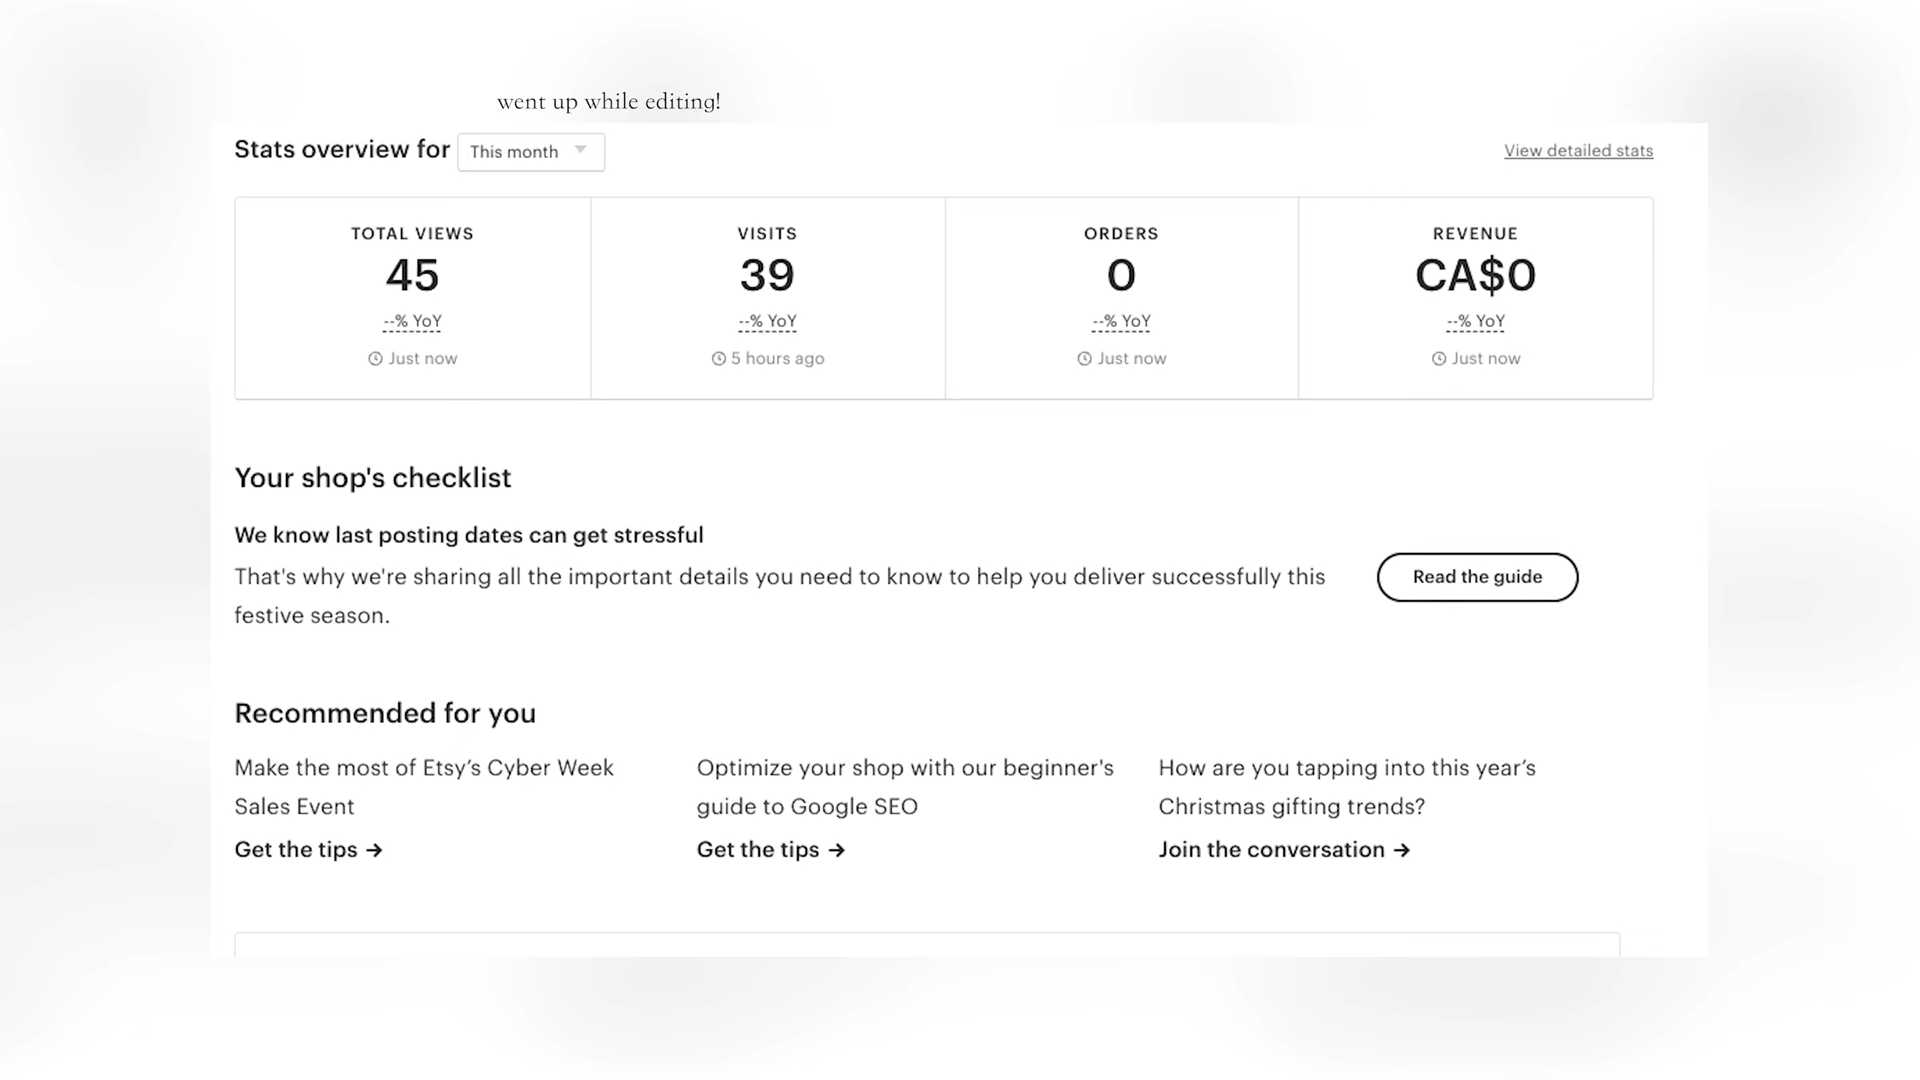 went up while editing!
Stats overview for This month View detailed stats
TOTAL VIEWS VISITS ORDERS REVENUE
45 39 0 CA$0
--% YoY --% YoY --% YoY --% YoY
Just now 5 hours ago Just now Just now
Your shop's checklist
We know last posting dates can get stressful
That's why we're sharing all the important details you need to know to help you deliver successfully this
festive season.
Read the guide
Recommended for you
Make the most of Etsy’s Cyber Week
Sales Event
Get the tips →
Optimize your shop with our beginner's
guide to Google SEO
Get the tips →
How are you tapping into this year’s
Christmas gifting trends?
Join the conversation →